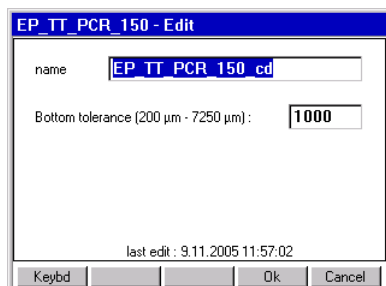 EP_TT_PCR_150 - Edit
name EP_TT_PCR_150_cd
Bottom tolerance (200 µm - 7250 µm) : 1000
last edit : 9.11.2005 11:57:02
Keybd Ok Cancel